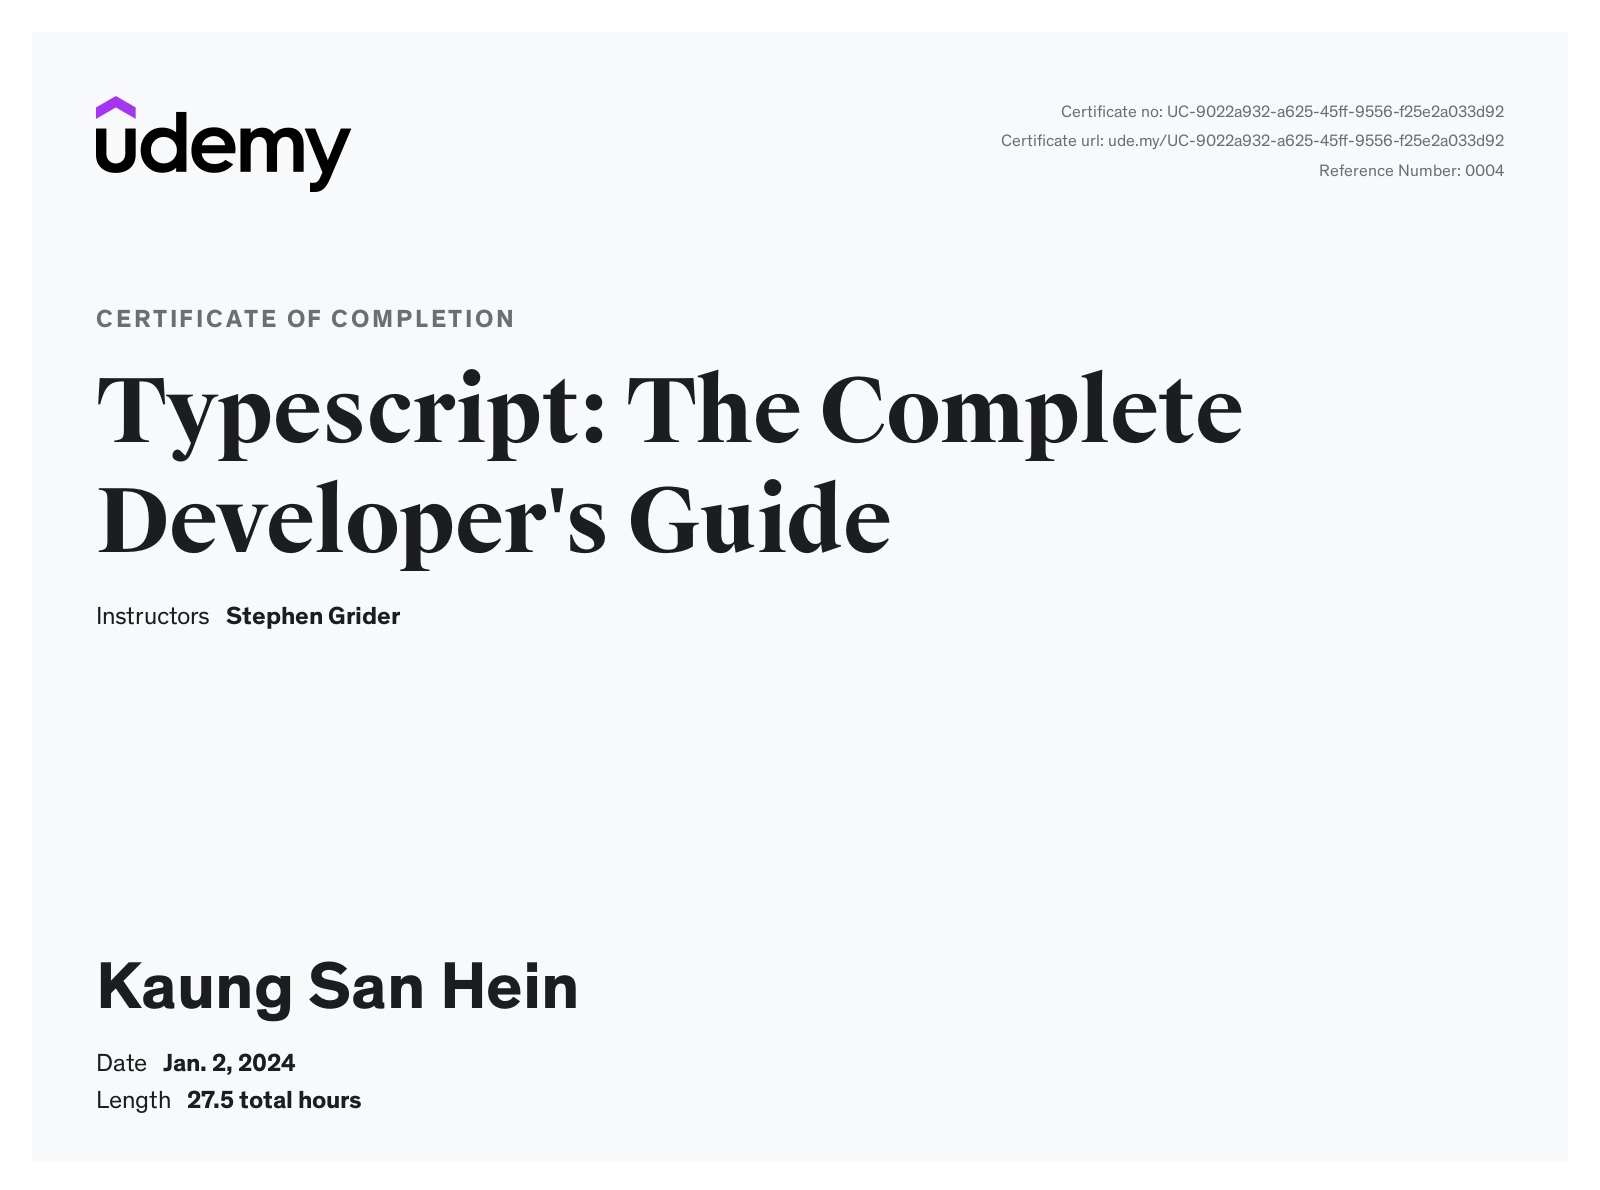 udemy
Certificate no: UC-9022a932-a625-45ff-9556-f25e2a033d92
Certificate url: ude.my/UC-9022a932-a625-45ff-9556-f25e2a033d92
Reference Number: 0004
CERTIFICATE OF COMPLETION
Typescript: The Complete
Developer's Guide
Instructors Stephen Grider
Kaung San Hein
Date Jan. 2, 2024
Length 27.5 total hours